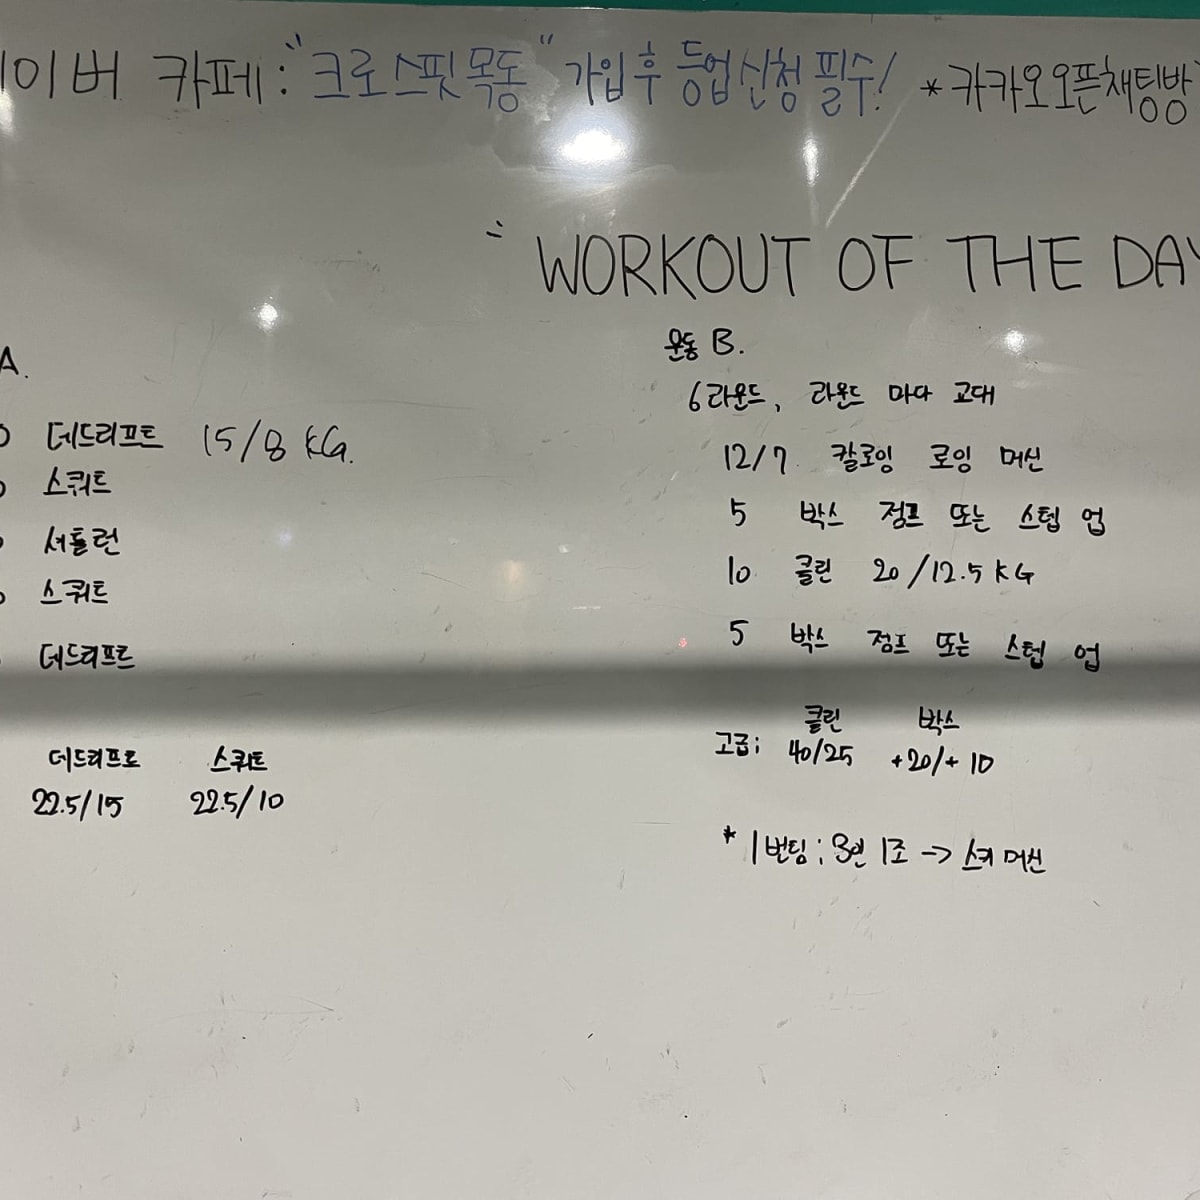 이버 카페: "크로스핏 목동" 가입 후 등업신청 필수! *카카오오픈채팅방
" WORKOUT OF THE DAY
A.
데드리프트 15/8 KG.
스쿼트
셔틀런
스쿼트
데드리프트
데드리프트 스쿼트
22.5/15 22.5/10
운동 B.
6라운드, 라운드 마다 교대
12/7 칼로잉 로잉 머신
5 박스 점프 또는 스텝 업
10 클린 20/12.5 KG
5 박스 점프 또는 스텝 업
클린 박스
고급; 40/25 +20/+10
* 1번팀; 3인 1조 -> 스키 머신